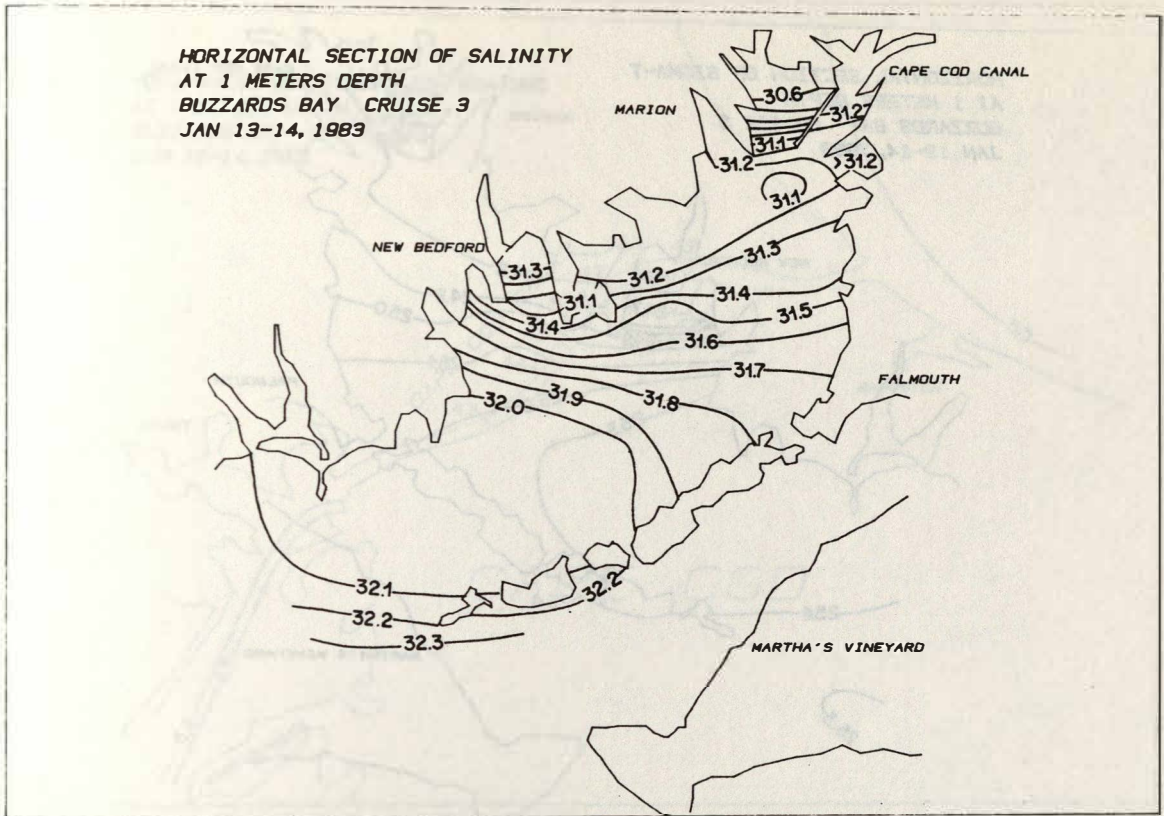 HORIZONTAL SECTION OF SALINITY
AT 1 METERS DEPTH
BUZZARDS BAY CRUISE 3
JAN 13-14, 1983
CAPE COD CANAL
30.6
MARION
31.2
31.1
31.2
31.2
31.1
NEW BEDFORD
31.3
31.3
31.2
31.1
31.4
31.4
31.5
31.6
31.7
FALMOUTH
31.9
31.8
32.0
32.1
32.2
32.2
32.3
MARTHA'S VINEYARD